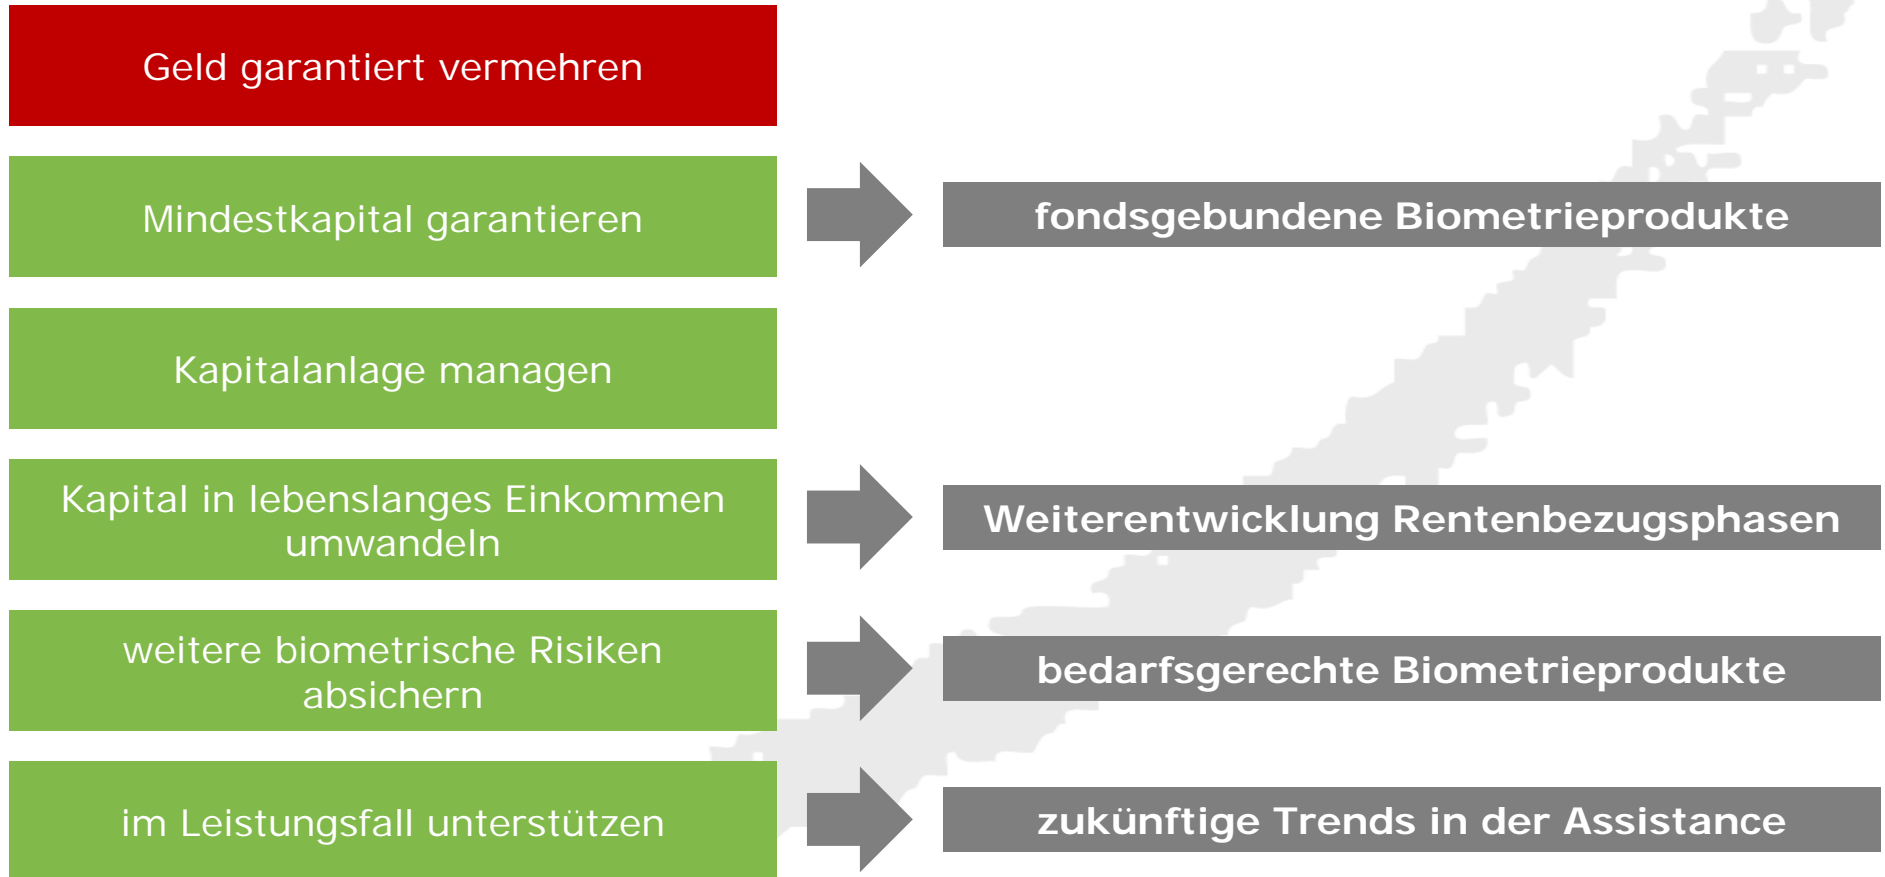 Geld garantiert vermehren
Mindestkapital garantieren
fondsgebundene Biometrieprodukte
Kapitalanlage managen
Kapital in lebenslanges Einkommen
umwandeln
Weiterentwicklung Rentenbezugsphasen
weitere biometrische Risiken
absichern
bedarfsgerechte Biometrieprodukte
im Leistungsfall unterstützen
zukünftige Trends in der Assistance